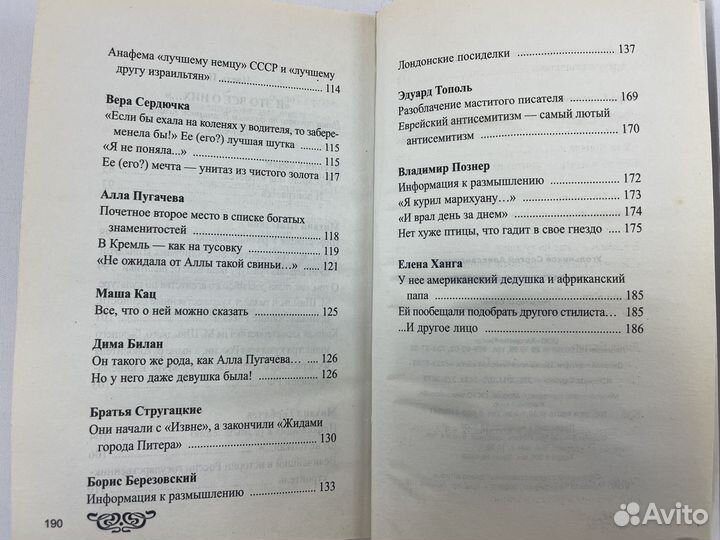 Анафема «лучшему немцу» СССР и «лучшему
другу израильтян» ........ 114
Вера Сердючка
«Если бы ехала на коленях у водителя, то забере-
менела бы!» Ее (его?) лучшая шутка ........ 115
«Я не поняла...» ........ 115
Ее (его?) мечта — унитаз из чистого золота 117
Алла Пугачева
Почетное второе место в списке богатых
знаменитостей ........ 118
В Кремль — как на тусовку ........ 119
«Не ожидала от Аллы такой свиньи...» ........ 121
Маша Кац
Все, что о ней можно сказать ........ 125
Дима Билан
Он такого же рода, как Алла Пугачева... 126
Но у него даже девушка была! ........ 126
Братья Стругацкие
Они начали с «Извне», а закончили «Жидами
города Питера» ........ 130
Борис Березовский
Информация к размышлению ........ 133
190
Лондонские посиделки ........ 137
Эдуард Тополь
Разоблачение маститого писателя ........ 169
Еврейский антисемитизм — самый лютый
антисемитизм ........ 170
Владимир Познер
Информация к размышлению ........ 172
«Я курил марихуану...» ........ 173
«И врал день за днем» ........ 174
Нет хуже птицы, что гадит в свое гнездо 175
Елена Ханга
У нее американский дедушка и африканский
папа ........ 185
Ей пообещали подобрать другого стилиста... 185
...И другое лицо ........ 186
Avito